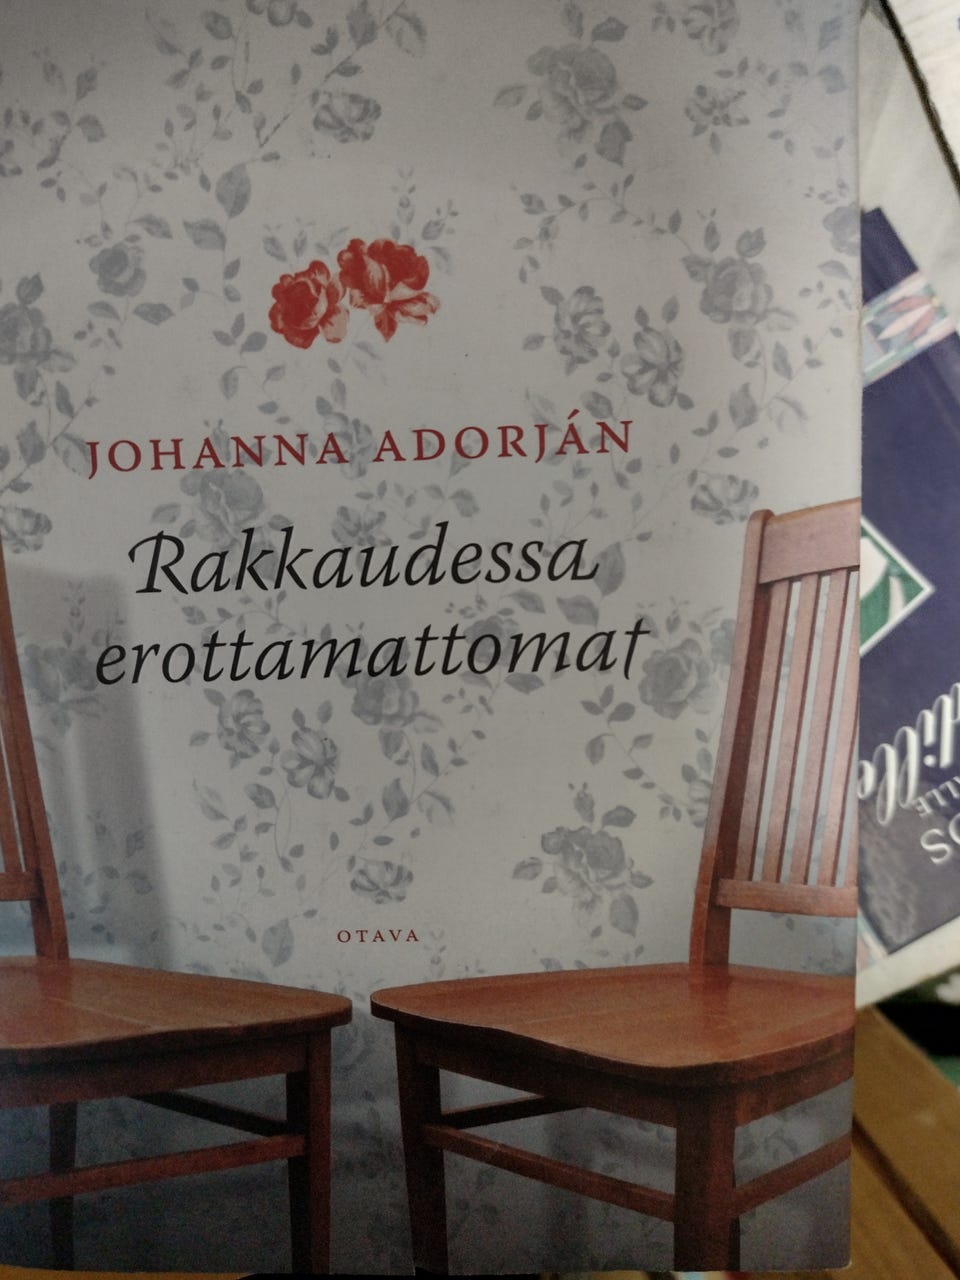 JOHANNA ADORJÁN
Rakkaudessa
erottamattomat
OTAVA